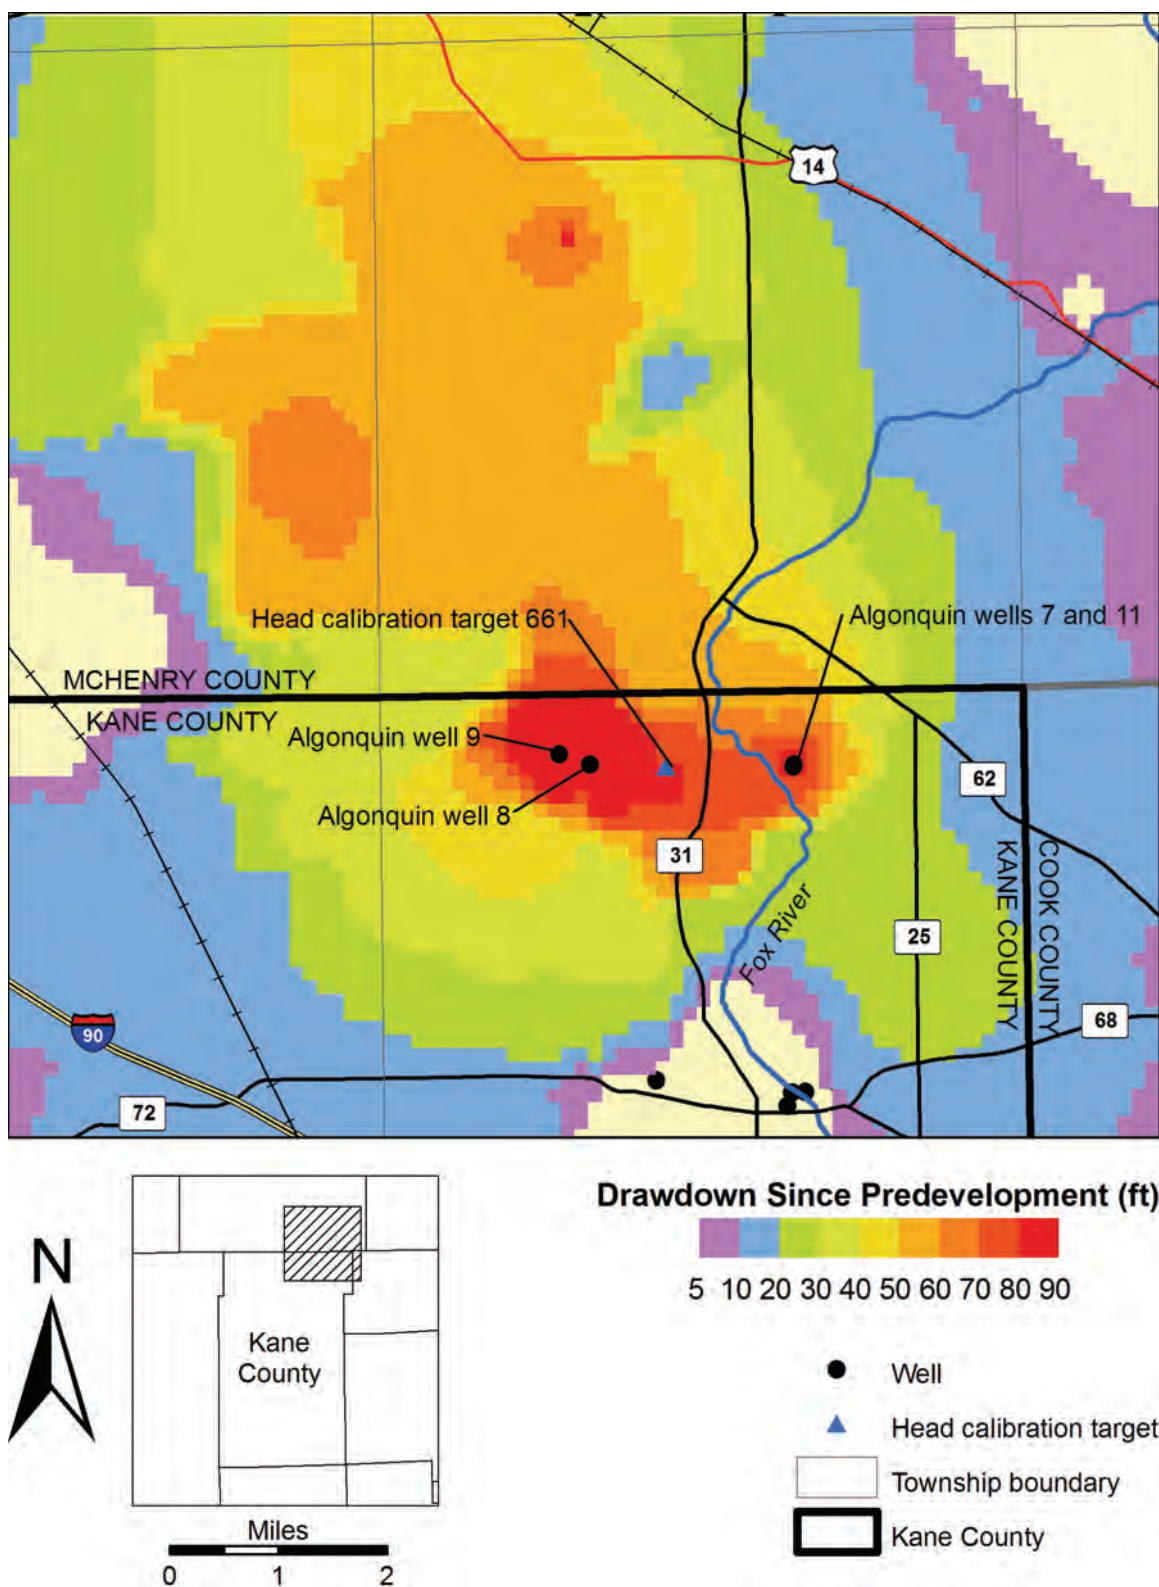 14
Head calibration target 661
Algonquin wells 7 and 11
MCHENRY COUNTY
KANE COUNTY
Algonquin well 9
Algonquin well 8
62
31
25
Fox River
KANE COUNTY
COOK COUNTY
90
68
72
Drawdown Since Predevelopment (ft)
5 10 20 30 40 50 60 70 80 90
N
Kane
County
Well
Head calibration target
Township boundary
Kane County
Miles
0 1 2